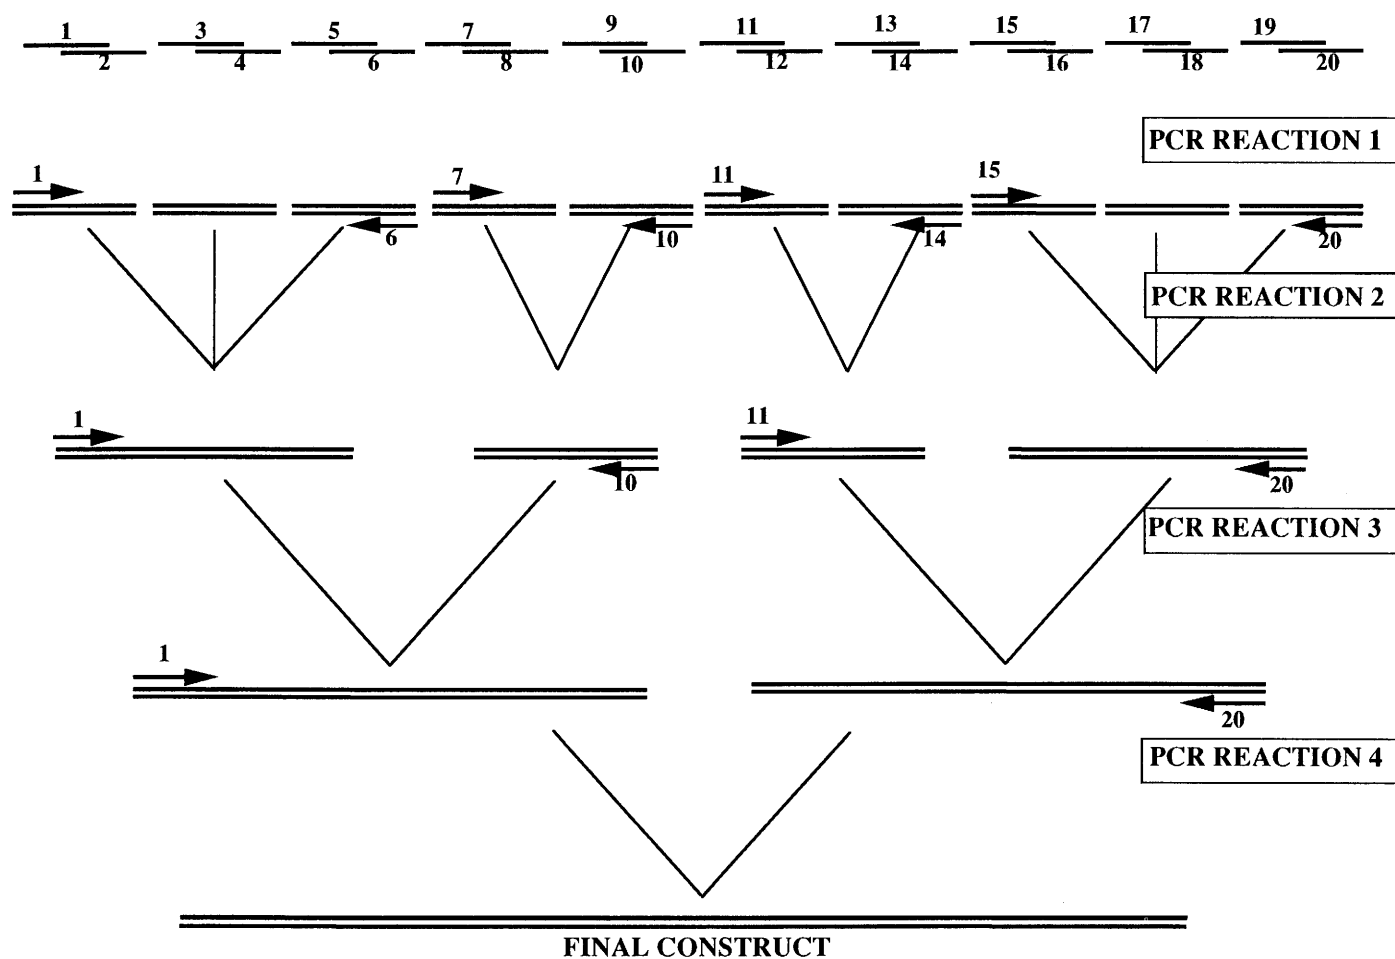 1 3 5 7 9 11 13 15 17 19
2 4 6 8 10 12 14 16 18 20
PCR REACTION 1
1 7 11 15
6 10 14 20
PCR REACTION 2
1 11
10 20
PCR REACTION 3
1
20
PCR REACTION 4
FINAL CONSTRUCT